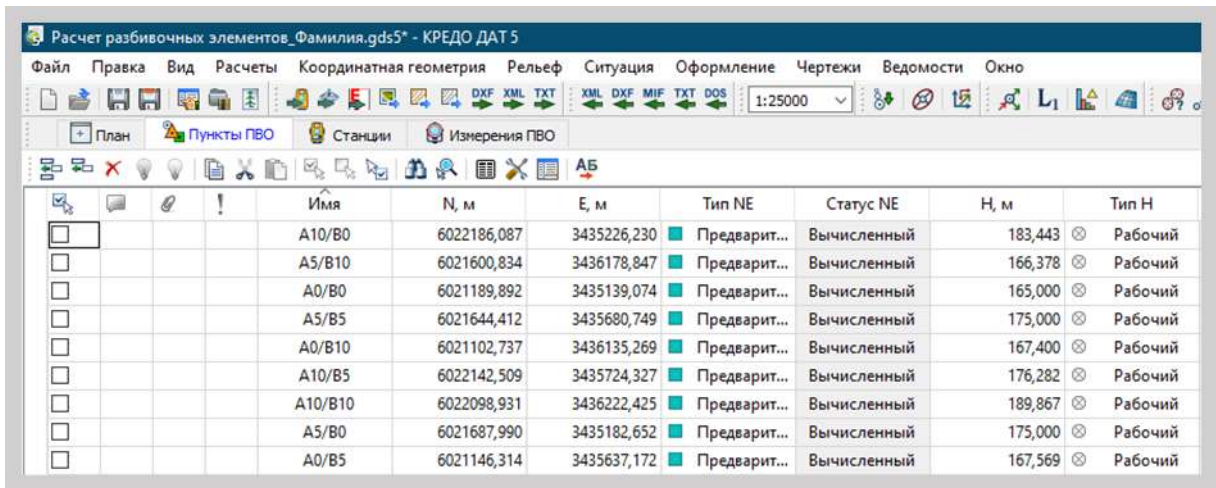 Расчет разбивочных элементов_Фамилия.gds5* - КРЕДО ДАТ 5
Файл Правка Вид Расчеты Координатная геометрия Рельеф Ситуация Оформление Чертежи Ведомости Окно
DXF XML TXT XML DXF MIF TXT DOS 1:25000 L1
План Пункты ПВО Станции Измерения ПВО
АБ
Имя N, м E, м Тип NE Статус NE H, м Тип H
A10/B0 6022186,087 3435226,230 Предварит... Вычисленный 183,443 Рабочий
A5/B10 6021600,834 3436178,847 Предварит... Вычисленный 166,378 Рабочий
A0/B0 6021189,892 3435139,074 Предварит... Вычисленный 165,000 Рабочий
A5/B5 6021644,412 3435680,749 Предварит... Вычисленный 175,000 Рабочий
A0/B10 6021102,737 3436135,269 Предварит... Вычисленный 167,400 Рабочий
A10/B5 6022142,509 3435724,327 Предварит... Вычисленный 176,282 Рабочий
A10/B10 6022098,931 3436222,425 Предварит... Вычисленный 189,867 Рабочий
A5/B0 6021687,990 3435182,652 Предварит... Вычисленный 175,000 Рабочий
A0/B5 6021146,314 3435637,172 Предварит... Вычисленный 167,569 Рабочий